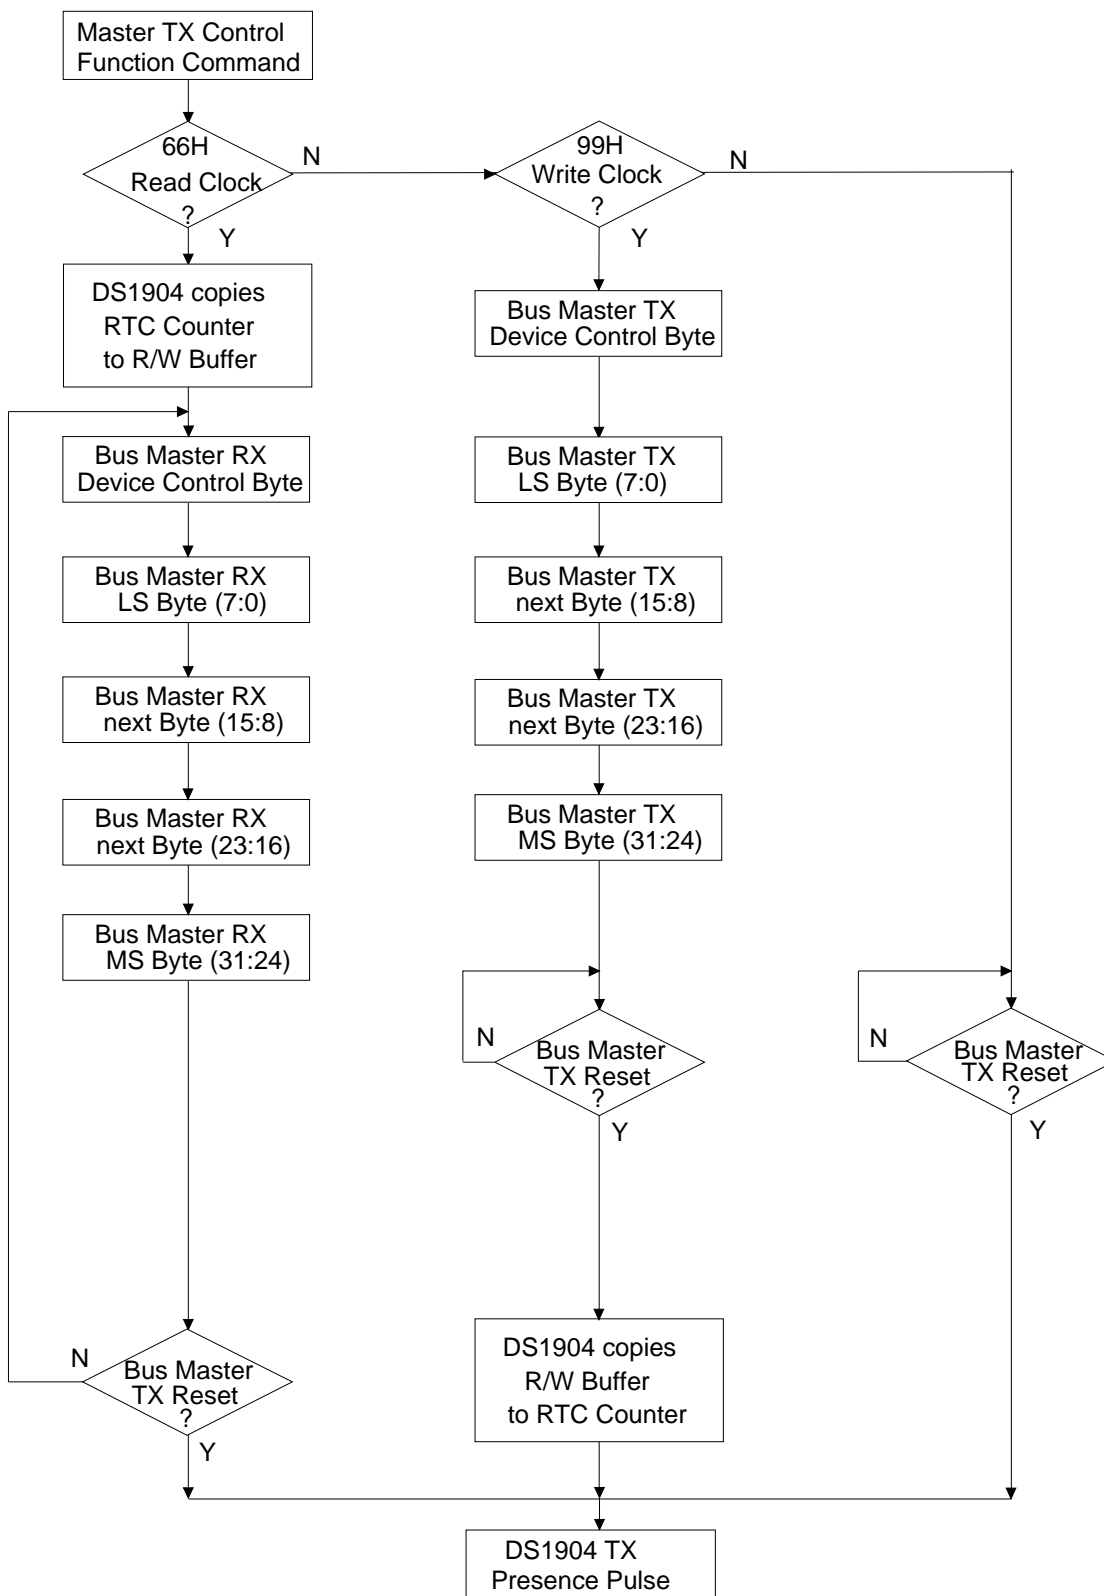 Master TX Control
Function Command
66H
Read Clock
?
N
Y
99H
Write Clock
?
N
Y
DS1904 copies
RTC Counter
to R/W Buffer
Bus Master RX
Device Control Byte
Bus Master RX
LS Byte (7:0)
Bus Master RX
next Byte (15:8)
Bus Master RX
next Byte (23:16)
Bus Master RX
MS Byte (31:24)
Bus Master
TX Reset
?
N
Y
Bus Master TX
Device Control Byte
Bus Master TX
LS Byte (7:0)
Bus Master TX
next Byte (15:8)
Bus Master TX
next Byte (23:16)
Bus Master TX
MS Byte (31:24)
N
Bus Master
TX Reset
?
Y
DS1904 copies
R/W Buffer
to RTC Counter
N
Bus Master
TX Reset
?
Y
DS1904 TX
Presence Pulse